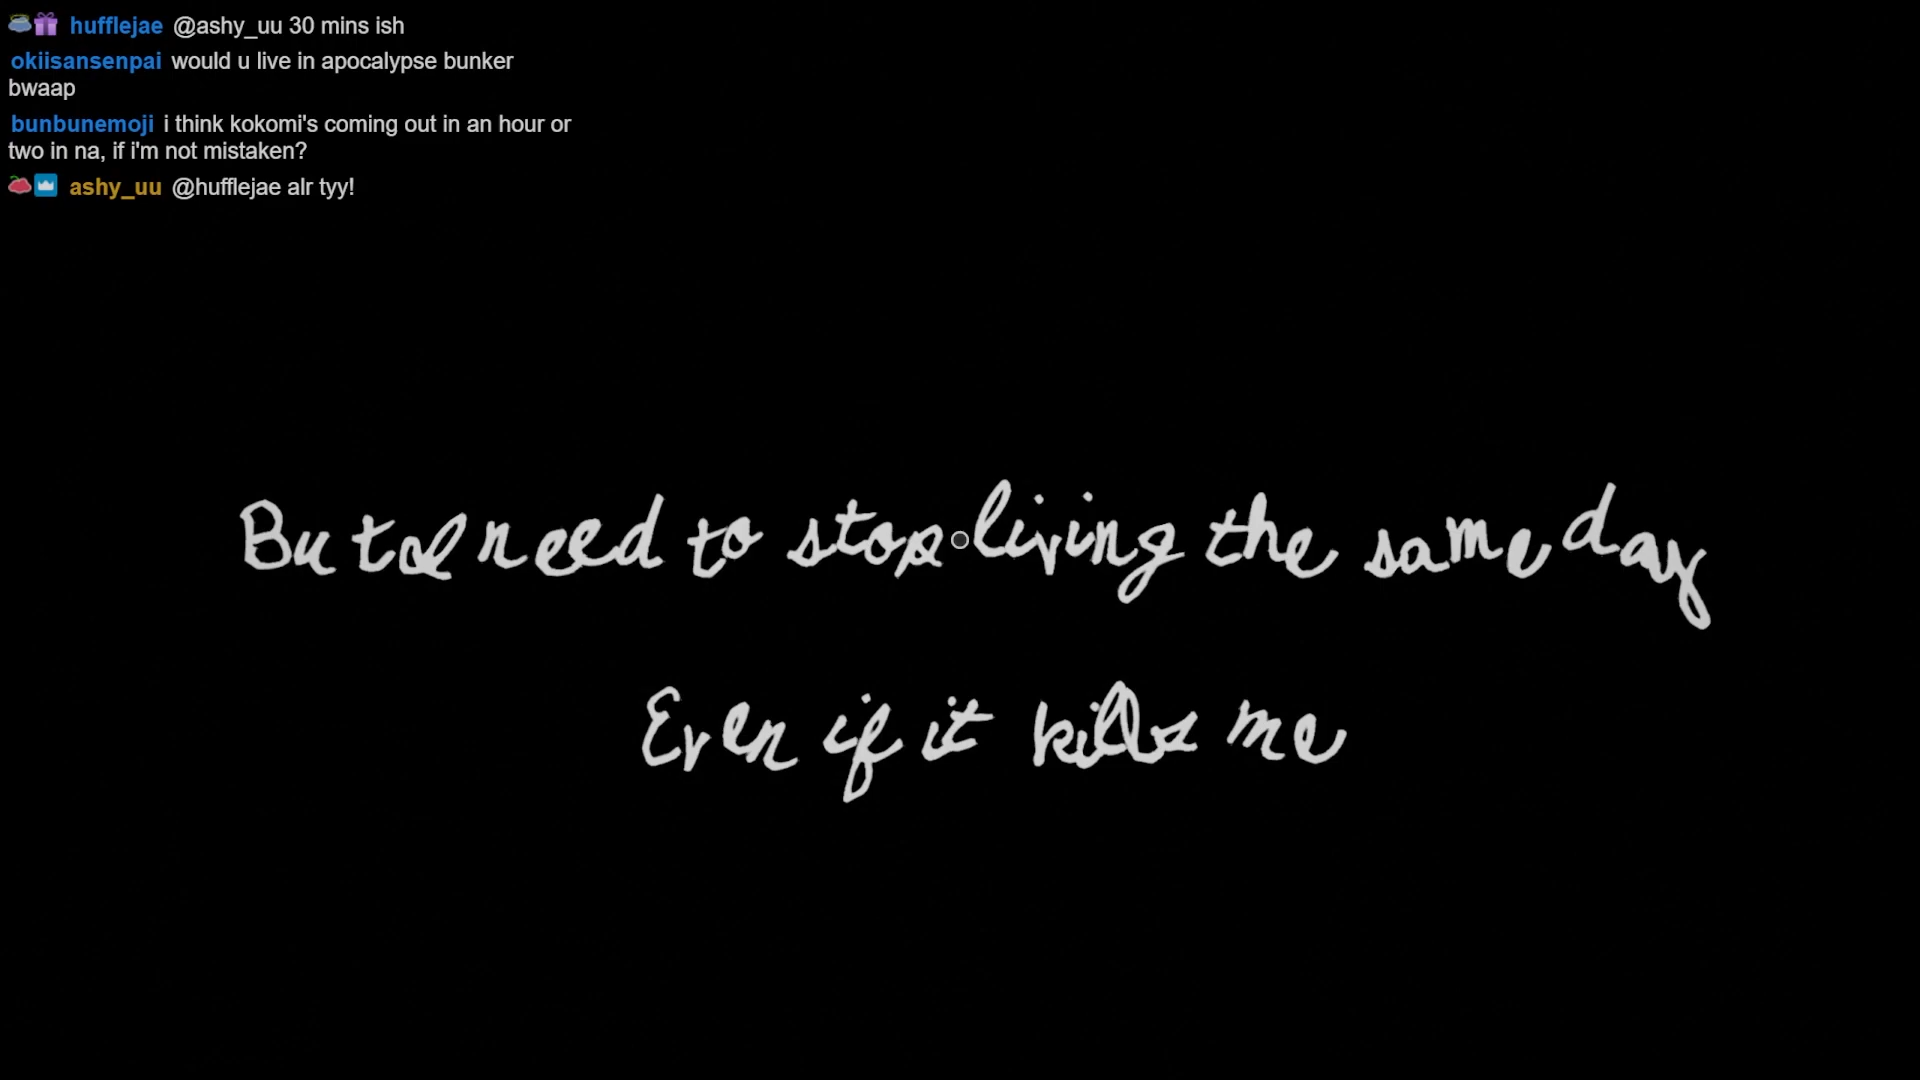 hufflejae @ashy_uu 30 mins ish
okiisansenpai would u live in apocalypse bunker
bwaap
bunbunemoji i think kokomi's coming out in an hour or
two in na, if i'm not mistaken?
ashy_uu @hufflejae alr tyy!
But I need to stop living the same day
Even if it kills me